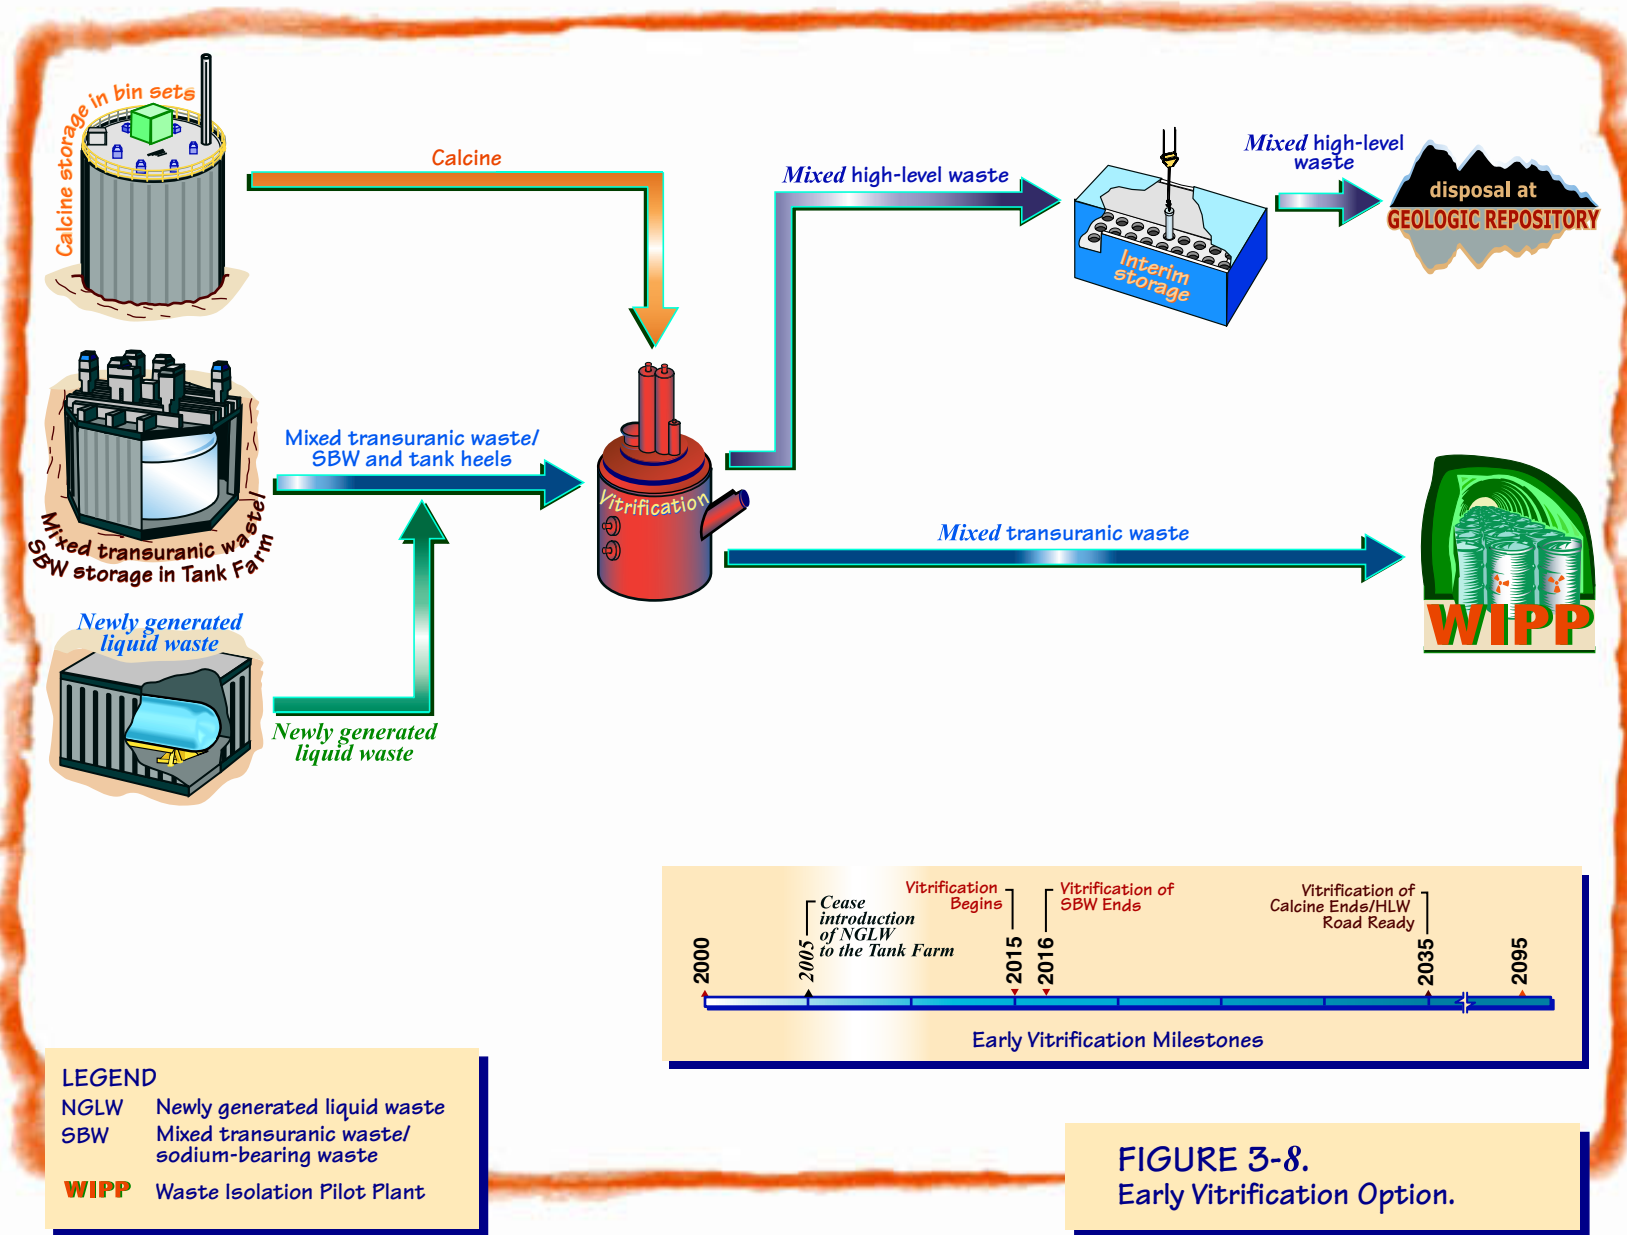 Calcine storage in bin sets
Calcine
Mixed high-level waste
Mixed high-level
waste
disposal at
GEOLOGIC REPOSITORY
Interim
storage
Mixed transuranic waste/
SBW and tank heels
Vitrification
Mixed transuranic waste/
SBW storage in Tank Farm
Mixed transuranic waste
WIPP
Newly generated
liquid waste
Newly generated
liquid waste
2000
2005
Cease
introduction
of NGLW
to the Tank Farm
Vitrification
Begins
2015
2016
Vitrification of
SBW Ends
Vitrification of
Calcine Ends/HLW
Road Ready
2035
2095
Early Vitrification Milestones
LEGEND
NGLW Newly generated liquid waste
SBW Mixed transuranic waste/
sodium-bearing waste
WIPP Waste Isolation Pilot Plant
FIGURE 3-8.
Early Vitrification Option.